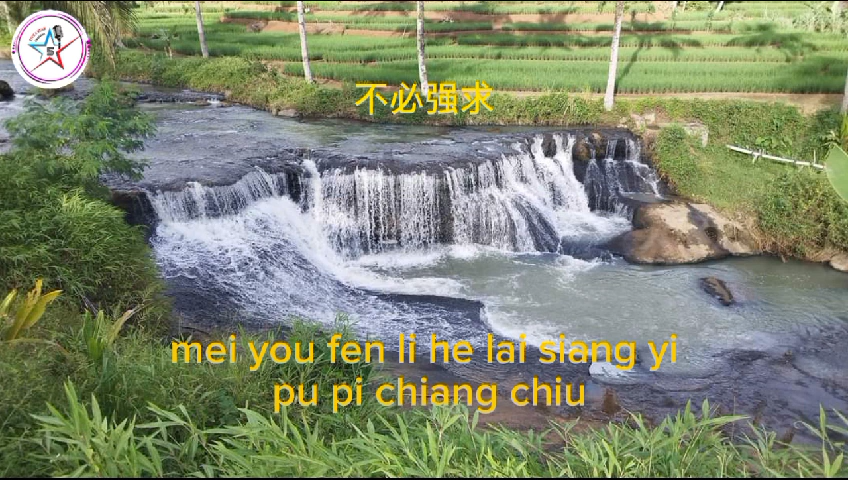 不必强求
mei you fen li he lai siang yi
pu pi chiang chiu